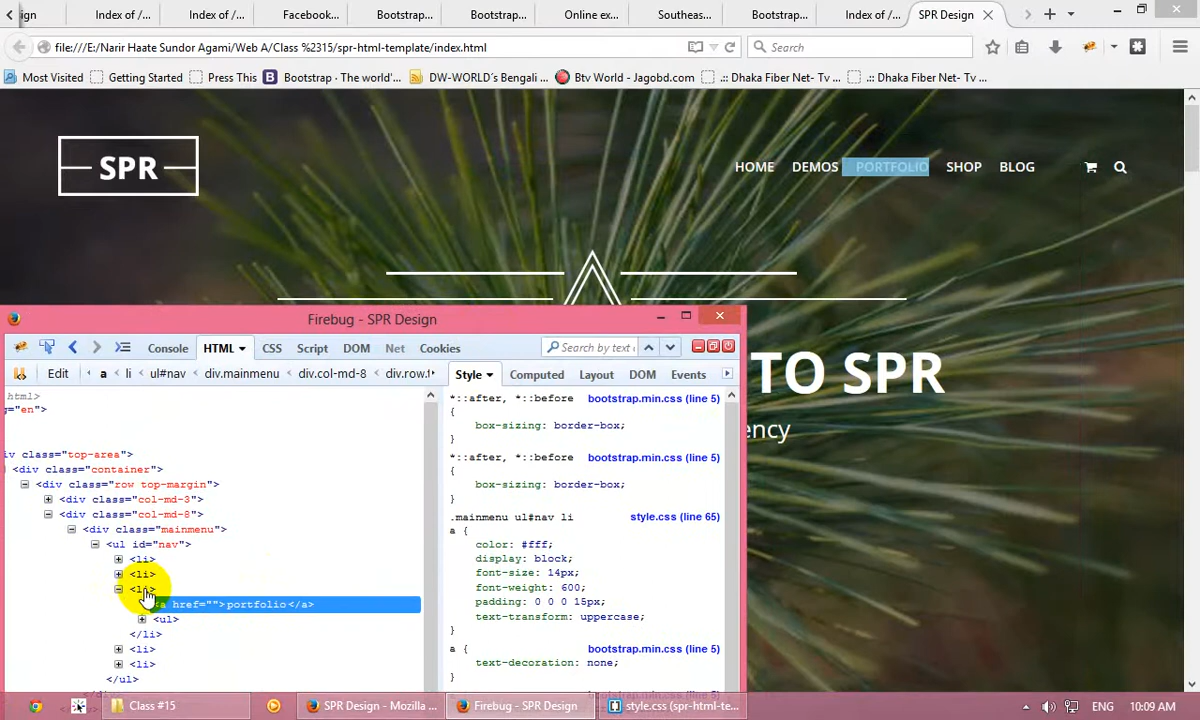 ign
Index of /...
Index of /...
Facebook...
Bootstrap...
Bootstrap...
Online ex...
Southeas...
Bootstrap...
Index of /...
SPR Design
file:///E:/Narir Haate Sundor Agami/Web A/Class %2315/spr-html-template/index.html
Search
Most Visited
Getting Started
Press This
Bootstrap · The world'...
DW-WORLD´s Bengali ...
Btv World - Jagobd.com
.:: Dhaka Fiber Net- Tv ...
.:: Dhaka Fiber Net- Tv ...
SPR
HOME
DEMOS
PORTFOLIO
SHOP
BLOG
TO SPR
ency
Firebug - SPR Design
Console
HTML
CSS
Script
DOM
Net
Cookies
Search by text
Edit
a
li
ul#nav
div.mainmenu
div.col-md-8
div.row.t
Style
Computed
Layout
DOM
Events
html>
g="en">
iv class="top-area">
<div class="container">
<div class="row top-margin">
<div class="col-md-3">
<div class="col-md-8">
<div class="mainmenu">
<ul id="nav">
<li>
<li>
<li>
<a href="">portfolio</a>
<ul>
</li>
<li>
<li>
</ul>
*::after, *::before
bootstrap.min.css (line 5)
{
box-sizing: border-box;
}
*::after, *::before
bootstrap.min.css (line 5)
{
box-sizing: border-box;
}
.mainmenu ul#nav li
style.css (line 65)
a {
color: #fff;
display: block;
font-size: 14px;
font-weight: 600;
padding: 0 0 0 15px;
text-transform: uppercase;
}
a {
bootstrap.min.css (line 5)
text-decoration: none;
Class #15
SPR Design - Mozilla ...
Firebug - SPR Design
style.css (spr-html-te...
ENG
10:09 AM